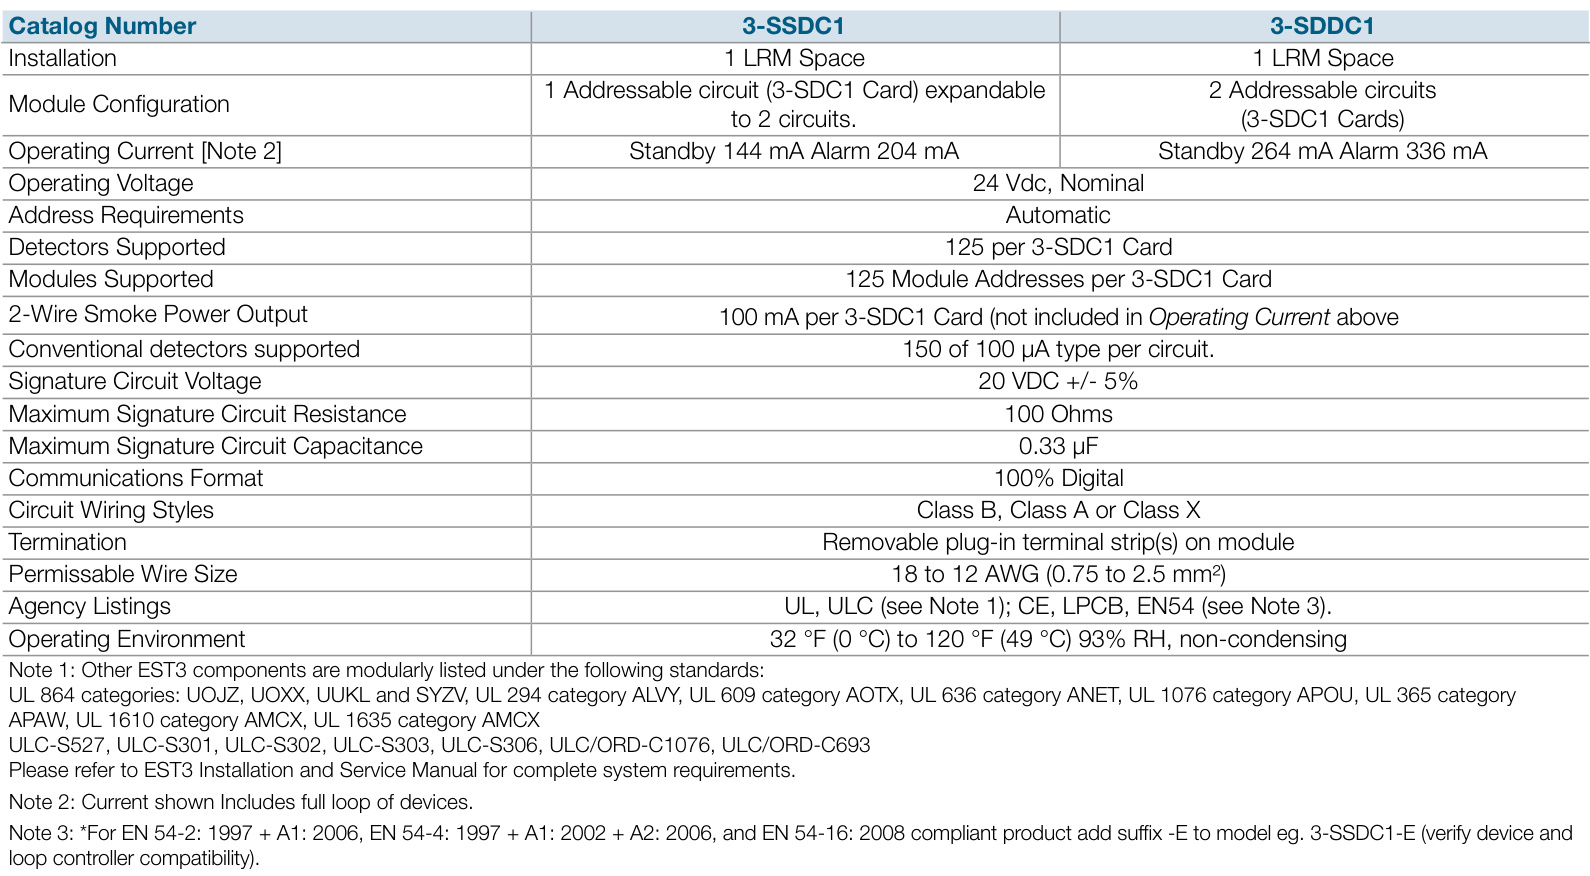 Catalog Number 3-SSDC1 3-SDDC1
Installation 1 LRM Space 1 LRM Space
Module Configuration 1 Addressable circuit (3-SDC1 Card) expandable 2 Addressable circuits
to 2 circuits. (3-SDC1 Cards)
Operating Current [Note 2] Standby 144 mA Alarm 204 mA Standby 264 mA Alarm 336 mA
Operating Voltage 24 Vdc, Nominal
Address Requirements Automatic
Detectors Supported 125 per 3-SDC1 Card
Modules Supported 125 Module Addresses per 3-SDC1 Card
2-Wire Smoke Power Output 100 mA per 3-SDC1 Card (not included in Operating Current above
Conventional detectors supported 150 of 100 µA type per circuit.
Signature Circuit Voltage 20 VDC +/- 5%
Maximum Signature Circuit Resistance 100 Ohms
Maximum Signature Circuit Capacitance 0.33 µF
Communications Format 100% Digital
Circuit Wiring Styles Class B, Class A or Class X
Termination Removable plug-in terminal strip(s) on module
Permissable Wire Size 18 to 12 AWG (0.75 to 2.5 mm²)
Agency Listings UL, ULC (see Note 1); CE, LPCB, EN54 (see Note 3).
Operating Environment 32 °F (0 °C) to 120 °F (49 °C) 93% RH, non-condensing
Note 1: Other EST3 components are modularly listed under the following standards:
UL 864 categories: UOJZ, UOXX, UUKL and SYZV, UL 294 category ALVY, UL 609 category AOTX, UL 636 category ANET, UL 1076 category APOU, UL 365 category
APAW, UL 1610 category AMCX, UL 1635 category AMCX
ULC-S527, ULC-S301, ULC-S302, ULC-S303, ULC-S306, ULC/ORD-C1076, ULC/ORD-C693
Please refer to EST3 Installation and Service Manual for complete system requirements.
Note 2: Current shown Includes full loop of devices.
Note 3: *For EN 54-2: 1997 + A1: 2006, EN 54-4: 1997 + A1: 2002 + A2: 2006, and EN 54-16: 2008 compliant product add suffix -E to model eg. 3-SSDC1-E (verify device and
loop controller compatibility).